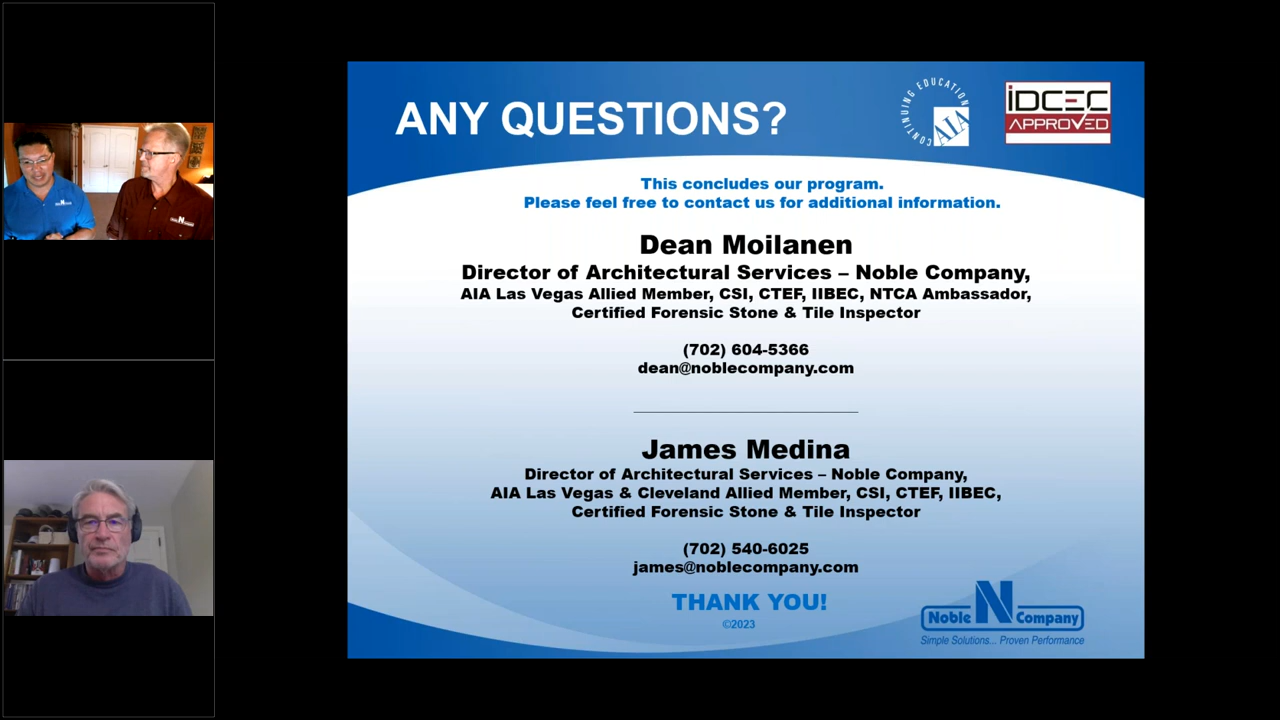 ANY QUESTIONS?
CONTINUING EDUCATION
AIA
IDCEC
APPROVED
This concludes our program.
Please feel free to contact us for additional information.
Dean Moilanen
Director of Architectural Services – Noble Company,
AIA Las Vegas Allied Member, CSI, CTEF, IIBEC, NTCA Ambassador,
Certified Forensic Stone & Tile Inspector
(702) 604-5366
dean@noblecompany.com
James Medina
Director of Architectural Services – Noble Company,
AIA Las Vegas & Cleveland Allied Member, CSI, CTEF, IIBEC,
Certified Forensic Stone & Tile Inspector
(702) 540-6025
james@noblecompany.com
THANK YOU!
©2023
Noble N Company
Simple Solutions... Proven Performance